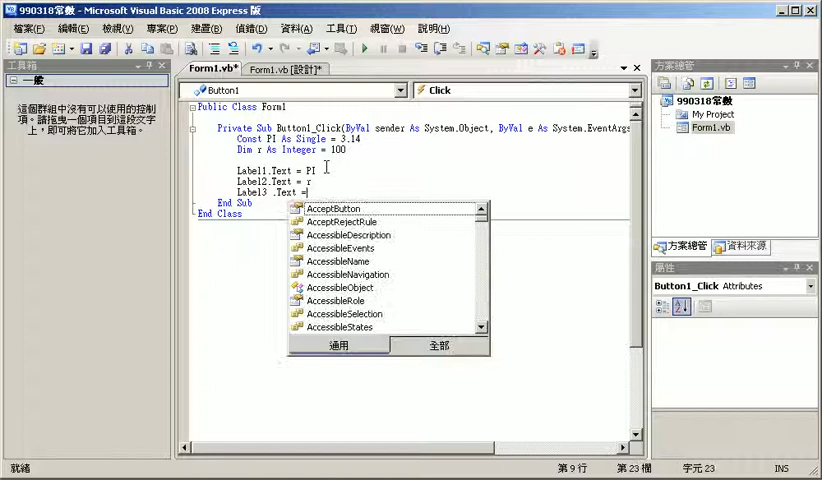 990318常數 - Microsoft Visual Basic 2008 Express 版
檔案(F) 編輯(E) 檢視(V) 專案(P) 建置(B) 偵錯(D) 資料(A) 工具(T) 視窗(W) 說明(H)
工具箱
一般
這個群組中沒有可以使用的控制
項。請拖曳一個項目到這段文字
上，即可將它加入工具箱。
Form1.vb* Form1.vb [設計]*
Button1 Click
Public Class Form1
Private Sub Button1_Click(ByVal sender As System.Object, ByVal e As System.EventArgs
Const PI As Single = 3.14
Dim r As Integer = 100
Label1.Text = PI
Label2.Text = r
Label3 .Text =
End Sub
End Class
AcceptButton
AcceptRejectRule
AccessibleDescription
AccessibleEvents
AccessibleName
AccessibleNavigation
AccessibleObject
AccessibleRole
AccessibleSelection
AccessibleStates
通用 全部
方案總管
990318常數
My Project
Form1.vb
方案總管 資料來源
屬性
Button1_Click Attributes
就緒 第 9 行 第 23 欄 字元 23 INS